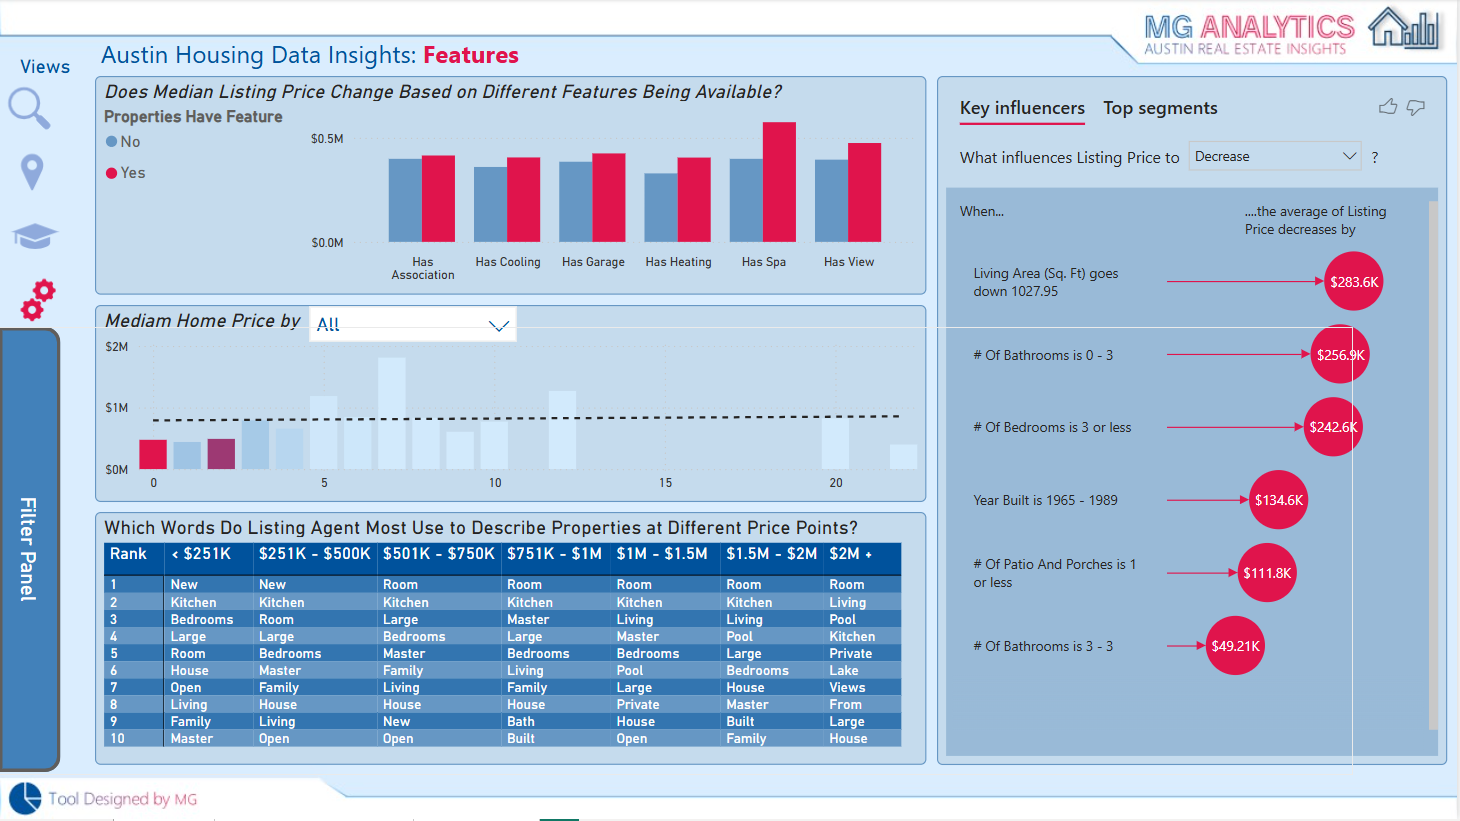 MG ANALYTICS
AUSTIN REAL ESTATE INSIGHTS
Views
Austin Housing Data Insights: Features
Does Median Listing Price Change Based on Different Features Being Available?
Properties Have Feature
No
Yes
$0.5M
$0.0M
Has Association
Has Cooling
Has Garage
Has Heating
Has Spa
Has View
Mediam Home Price by
All
$2M
$1M
$0M
0 5 10 15 20
Which Words Do Listing Agent Most Use to Describe Properties at Different Price Points?
Rank < $251K $251K - $500K $501K - $750K $751K - $1M $1M - $1.5M $1.5M - $2M $2M +
1 New New Room Room Room Room Room
2 Kitchen Kitchen Kitchen Kitchen Kitchen Kitchen Living
3 Bedrooms Room Large Master Living Living Pool
4 Large Large Bedrooms Large Master Pool Kitchen
5 Room Bedrooms Master Bedrooms Bedrooms Large Private
6 House Master Family Living Pool Bedrooms Lake
7 Open Family Living Family Large House Views
8 Living House House House Private Master From
9 Family Living New Bath House Built Large
10 Master Open Open Built Open Family House
Key influencers Top segments
What influences Listing Price to Decrease ?
When...
....the average of Listing
Price decreases by
Living Area (Sq. Ft) goes
down 1027.95
$283.6K
# Of Bathrooms is 0 - 3
$256.9K
# Of Bedrooms is 3 or less
$242.6K
Year Built is 1965 - 1989
$134.6K
# Of Patio And Porches is 1
or less
$111.8K
# Of Bathrooms is 3 - 3
$49.21K
Filter Panel
Tool Designed by MG